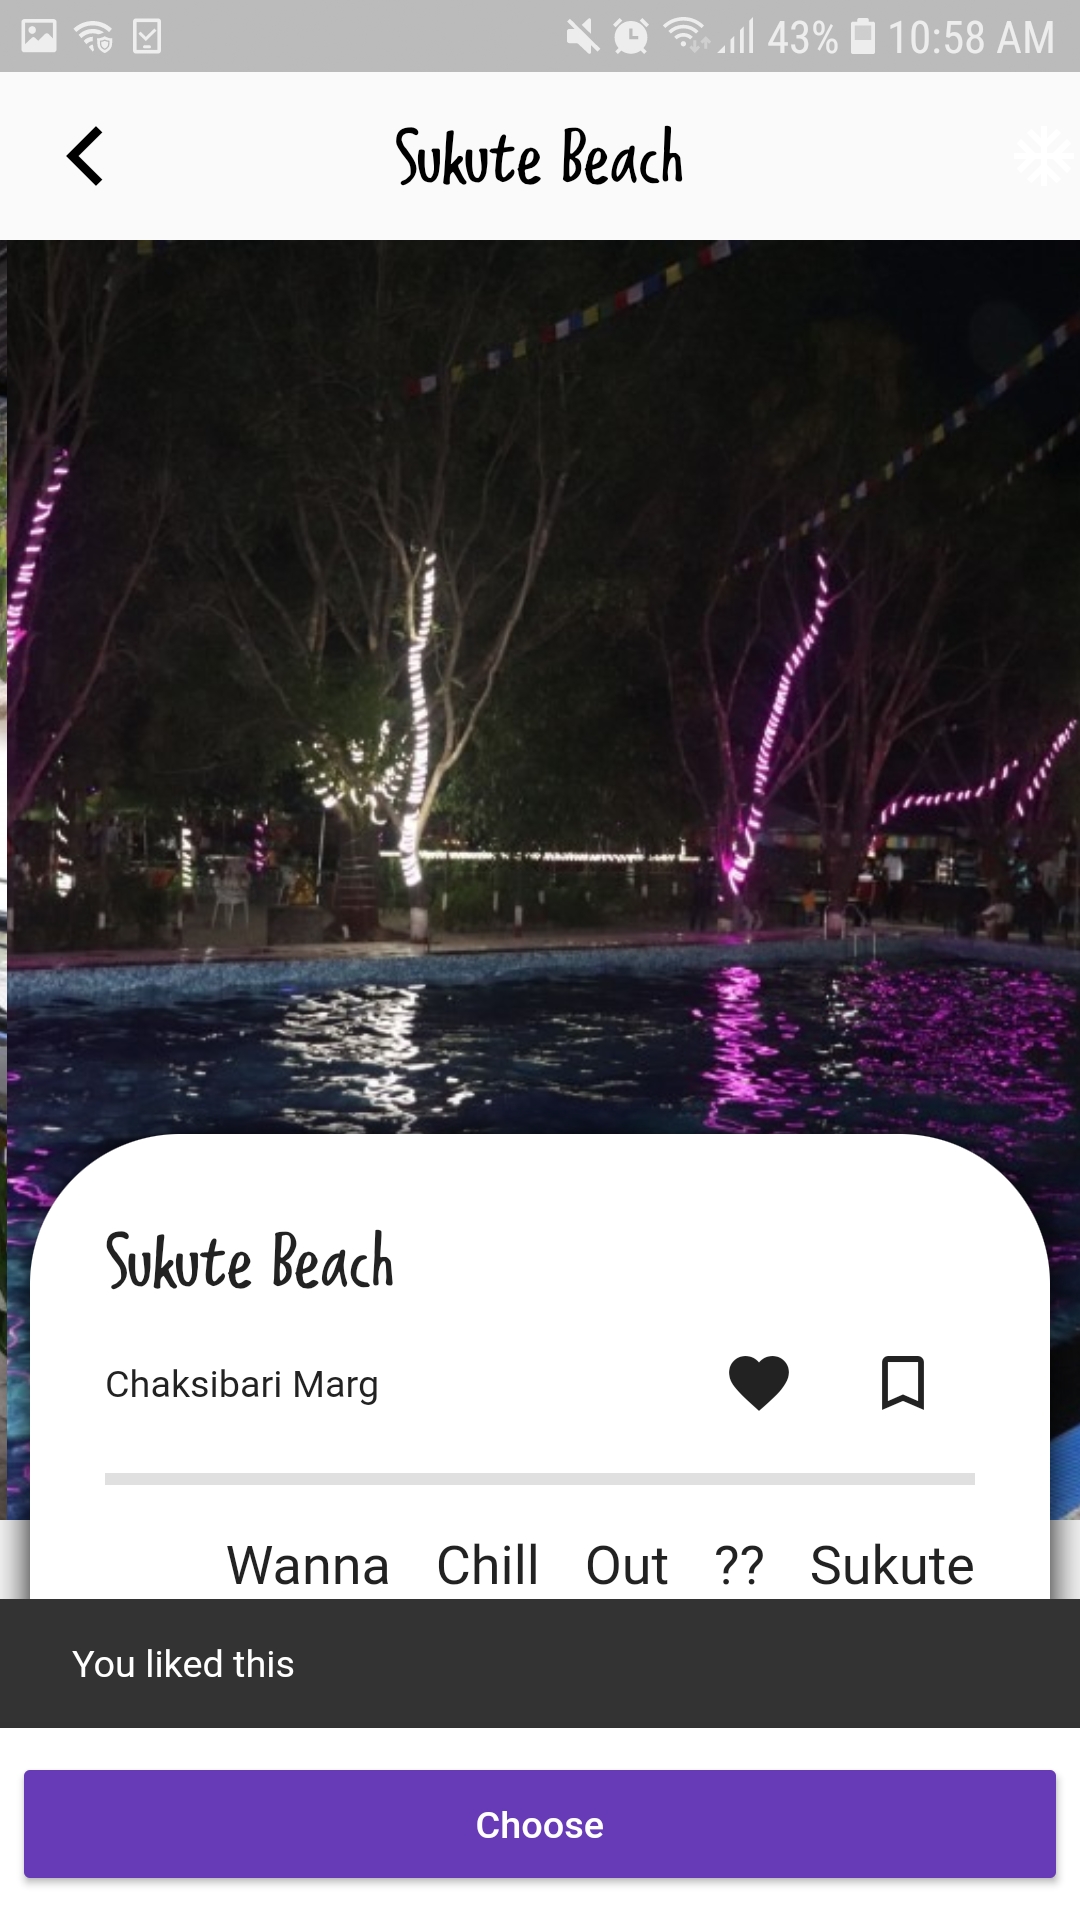 43% 10:58 AM
Sukute Beach
Sukute Beach
Chaksibari Marg
Wanna Chill Out ?? Sukute
You liked this
Choose